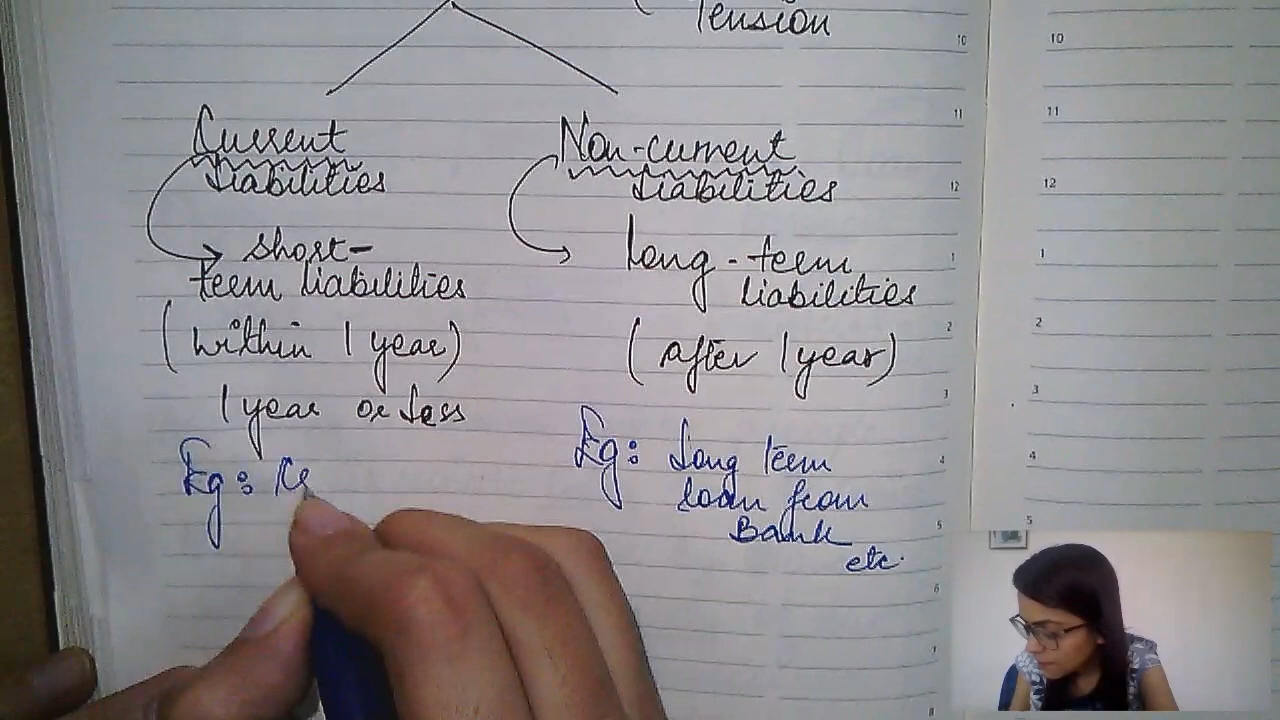 Tension
Current
Liabilities
short-
term liabilities
(within 1 year)
1 year or Less
Eg:
Non-current
Liabilities
Long-term
liabilities
(after 1 year)
Eg: Long term
Loan from
Bank
etc.
10
11
12
1
2
3
4
5
6
7
8
10
11
12
1
2
3
4
5